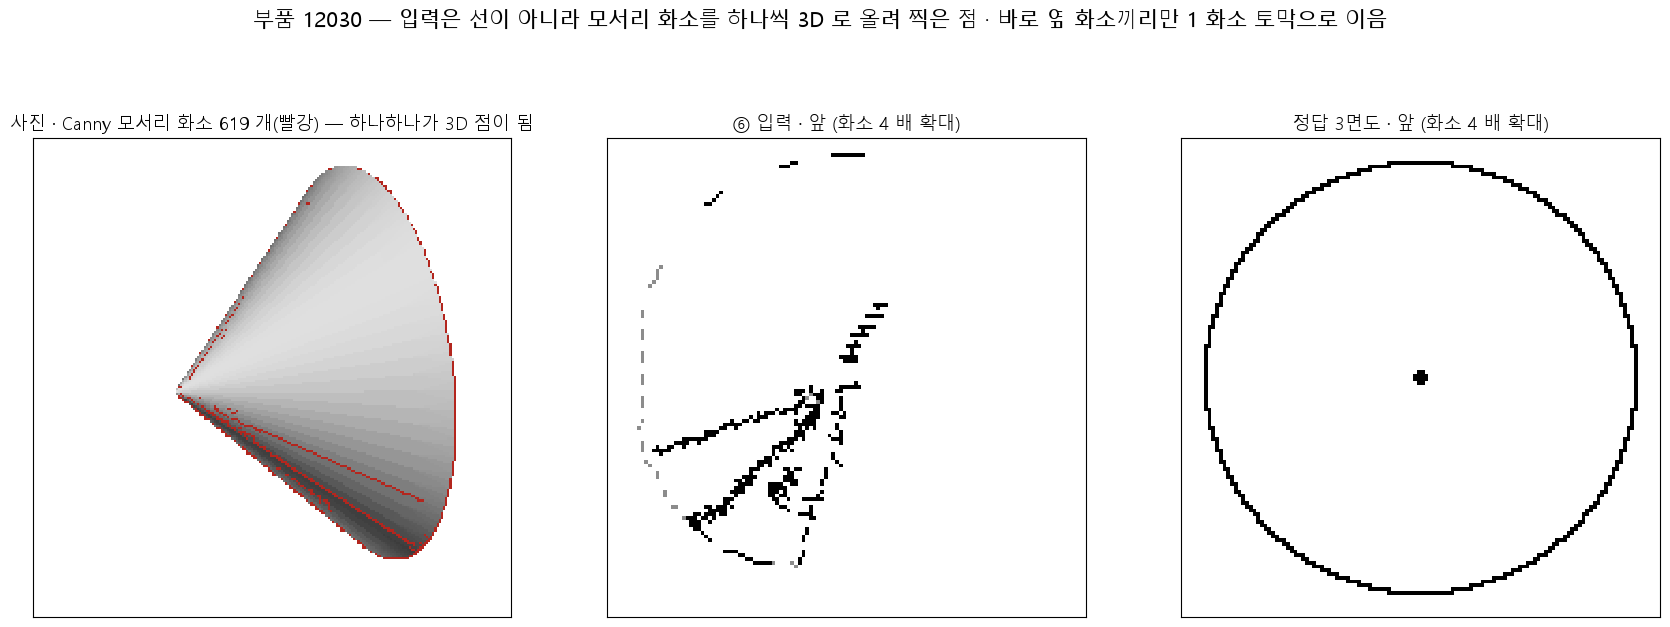 부품 12030 — 입력은 선이 아니라 모서리 화소를 하나씩 3D 로 올려 찍은 점 · 바로 옆 화소끼리만 1 화소 토막으로 이음
사진 · Canny 모서리 화소 619 개(빨강) — 하나하나가 3D 점이 됨
⑥ 입력 · 앞 (화소 4 배 확대)
정답 3면도 · 앞 (화소 4 배 확대)